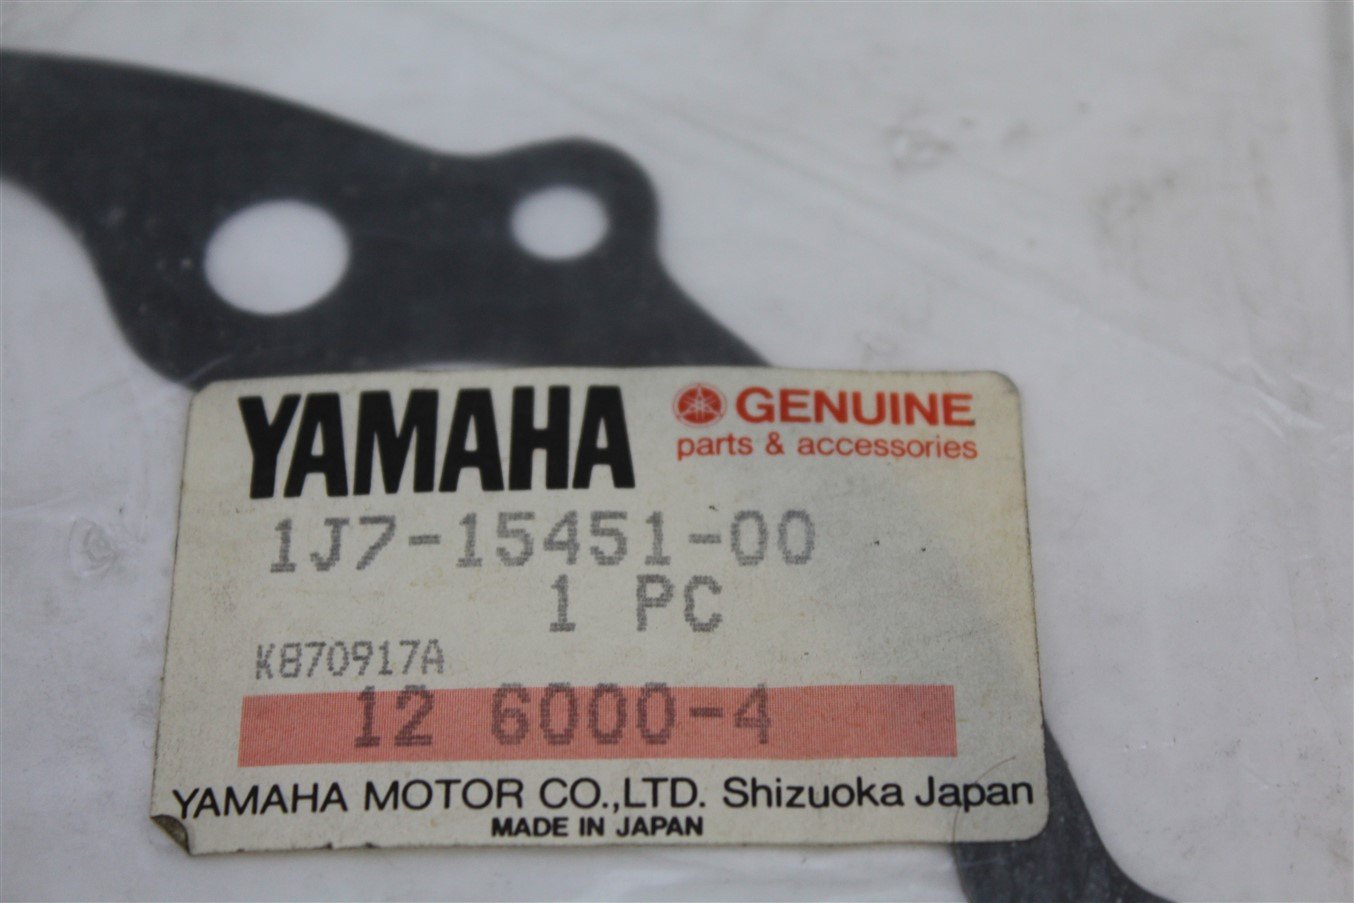 YAMAHA
GENUINE
parts & accessories
1J7-15451-00
1 PC
K870917A
12 6000-4
YAMAHA MOTOR CO.,LTD. Shizuoka Japan
MADE IN JAPAN